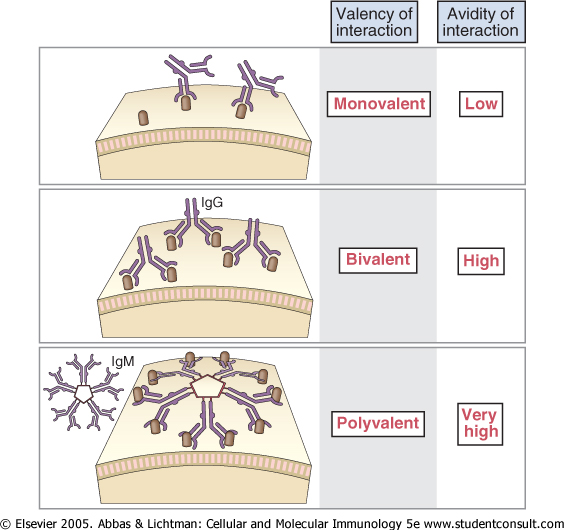 Valency of
interaction
Avidity of
interaction
Monovalent
Low
IgG
Bivalent
High
IgM
Polyvalent
Very
high
© Elsevier 2005. Abbas & Lichtman: Cellular and Molecular Immunology 5e www.studentconsult.com